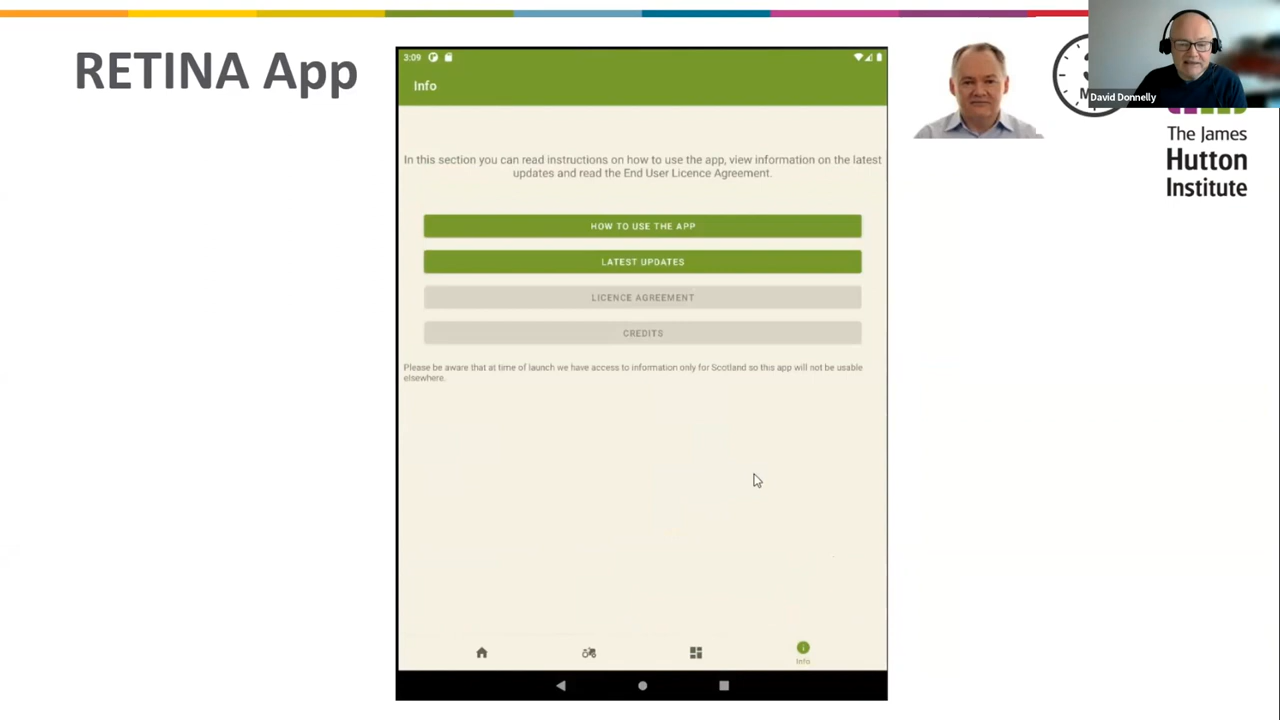 RETINA App
3:09
Info
In this section you can read instructions on how to use the app, view information on the latest
updates and read the End User Licence Agreement.
HOW TO USE THE APP
LATEST UPDATES
LICENCE AGREEMENT
CREDITS
Please be aware that at time of launch we have access to information only for Scotland so this app will not be usable
elsewhere.
Info
David Donnelly
The James
Hutton
Institute